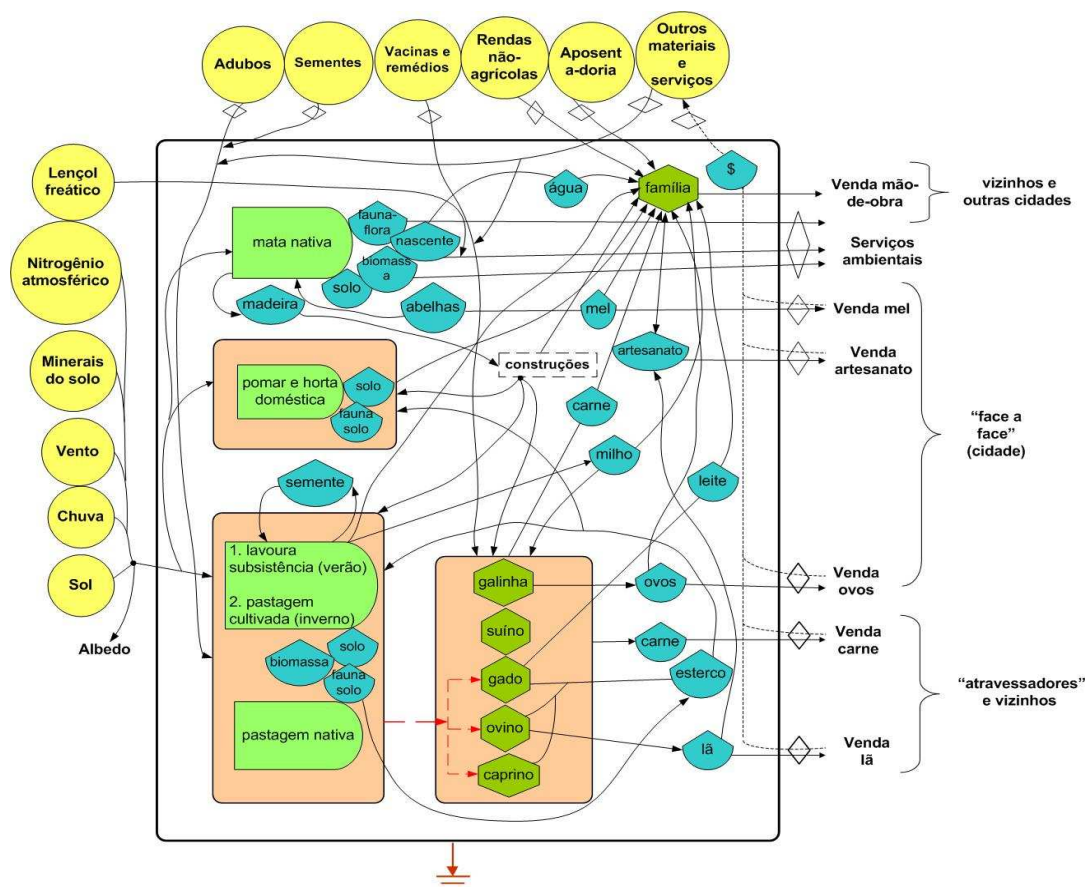 Adubos
Sementes
Vacinas e
remédios
Rendas
não-
agrícolas
Aposent
a-doria
Outros
materiais
e
serviços
Lençol
freático
Nitrogênio
atmosférico
Minerais
do solo
Vento
Chuva
Sol
Albedo
mata nativa
fauna-
flora
nascente
biomass
a
solo
água
família
$
madeira
abelhas
mel
artesanato
construções
pomar e horta
doméstica
solo
fauna
solo
carne
milho
leite
semente
1. lavoura
subsistência (verão)
2. pastagem
cultivada (inverno)
solo
biomassa
fauna
solo
pastagem nativa
galinha
suíno
gado
ovino
caprino
ovos
carne
esterco
lã
Venda mão-
de-obra
Serviços
ambientais
Venda mel
Venda
artesanato
Venda
ovos
Venda
carne
Venda
lã
vizinhos e
outras cidades
“face a
face”
(cidade)
“atravessadores”
e vizinhos